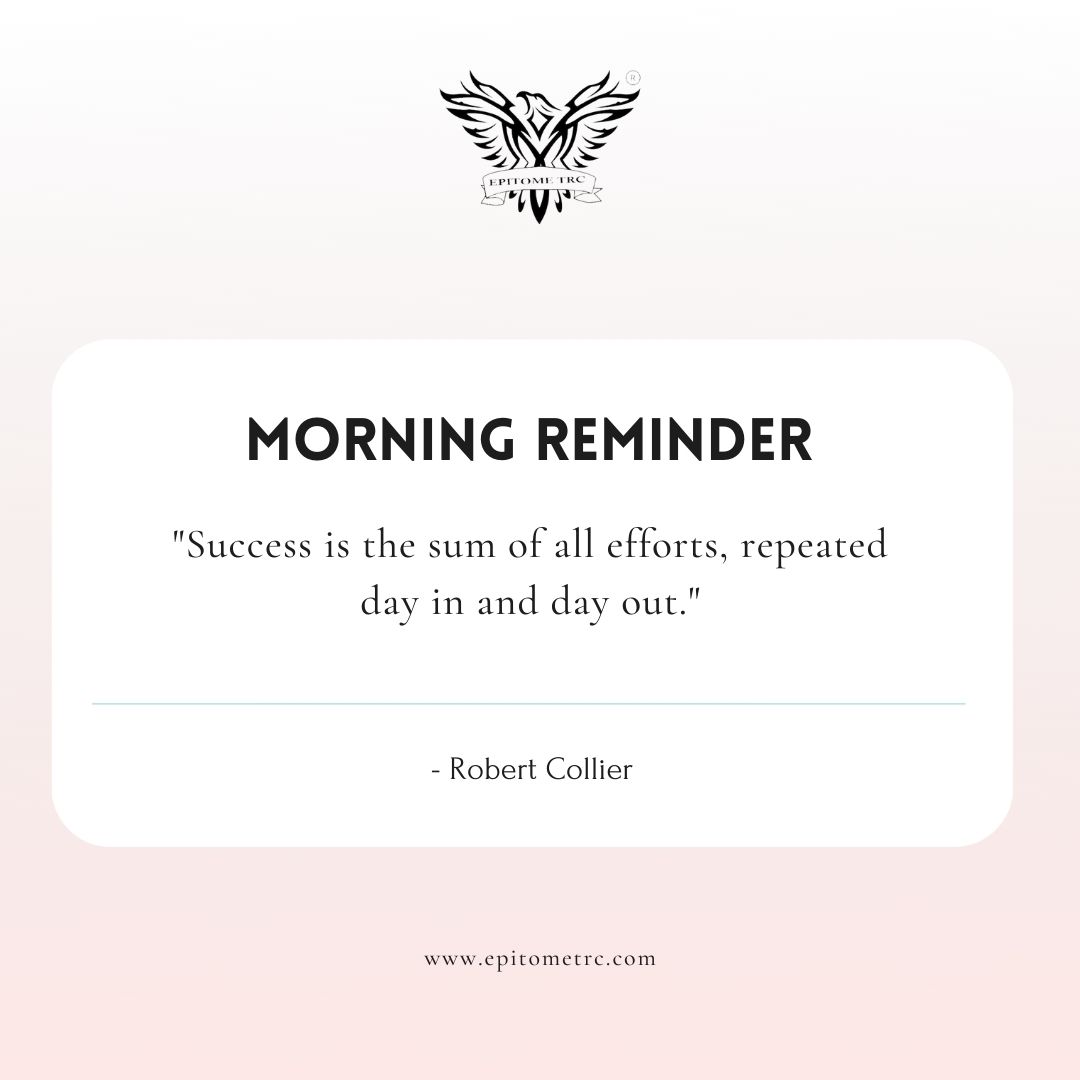 ®
EPITOME TRC
MORNING REMINDER
"Success is the sum of all efforts, repeated
day in and day out."
- Robert Collier
www.epitometrc.com